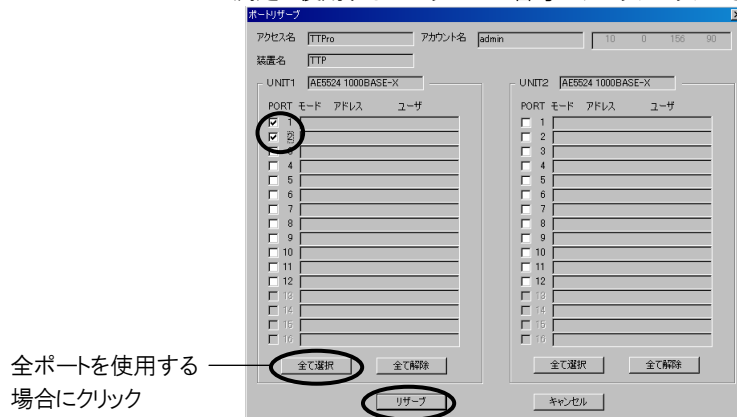 ポートリザーブ
アクセス名 TTPro アカウント名 admin 10 0 156 90
装置名 TTP
UNIT1 AE5524 1000BASE-X UNIT2 AE5524 1000BASE-X
PORT モード アドレス ユーザ PORT モード アドレス ユーザ
1 1
2 2
3 3
4 4
5 5
6 6
7 7
8 8
9 9
10 10
11 11
12 12
13 13
14 14
15 15
16 16
全て選択 全て解除 全て選択 全て解除
全ポートを使用する
場合にクリック
リザーブ キャンセル